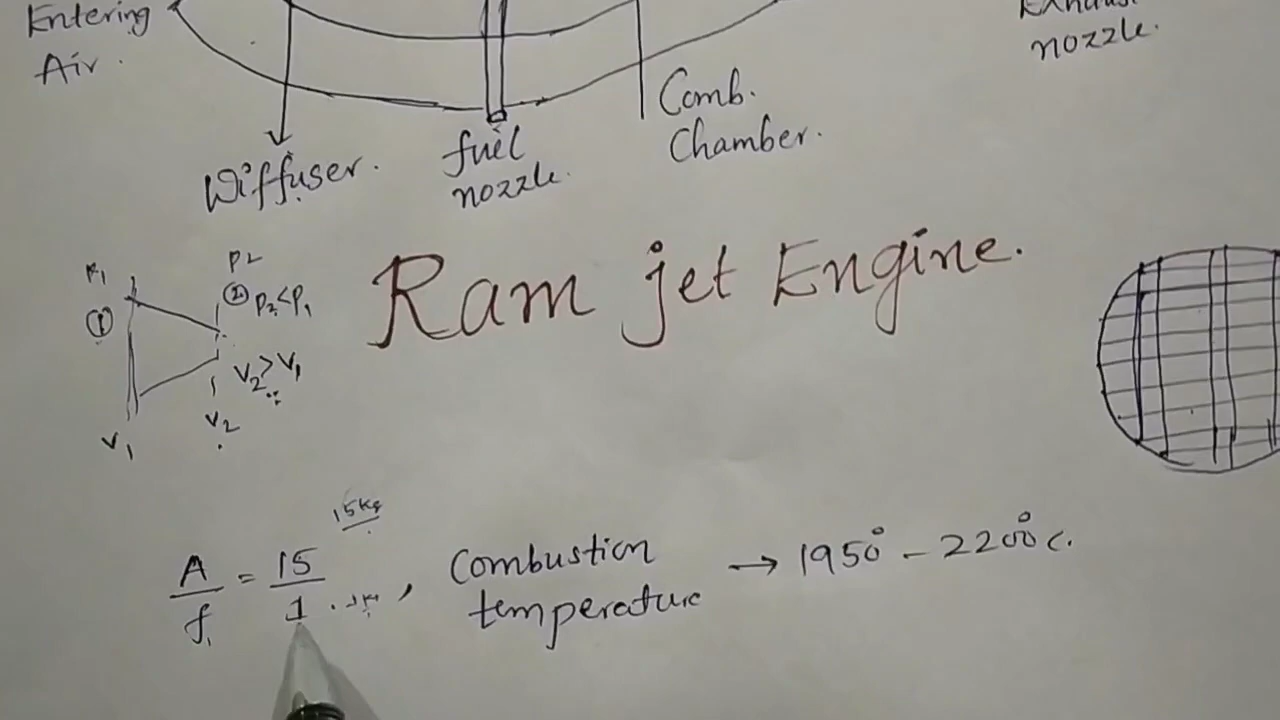 Entering
Air.
Exhaust
nozzle.
Comb.
Chamber.
fuel
nozzle.
Diffuser.
P1
P2
①
② P2<P1
V2>V1
V1
V2
Ram jet Engine.
15kg
A/f = 15/1 , Combustion temperature → 1950° - 2200°c.